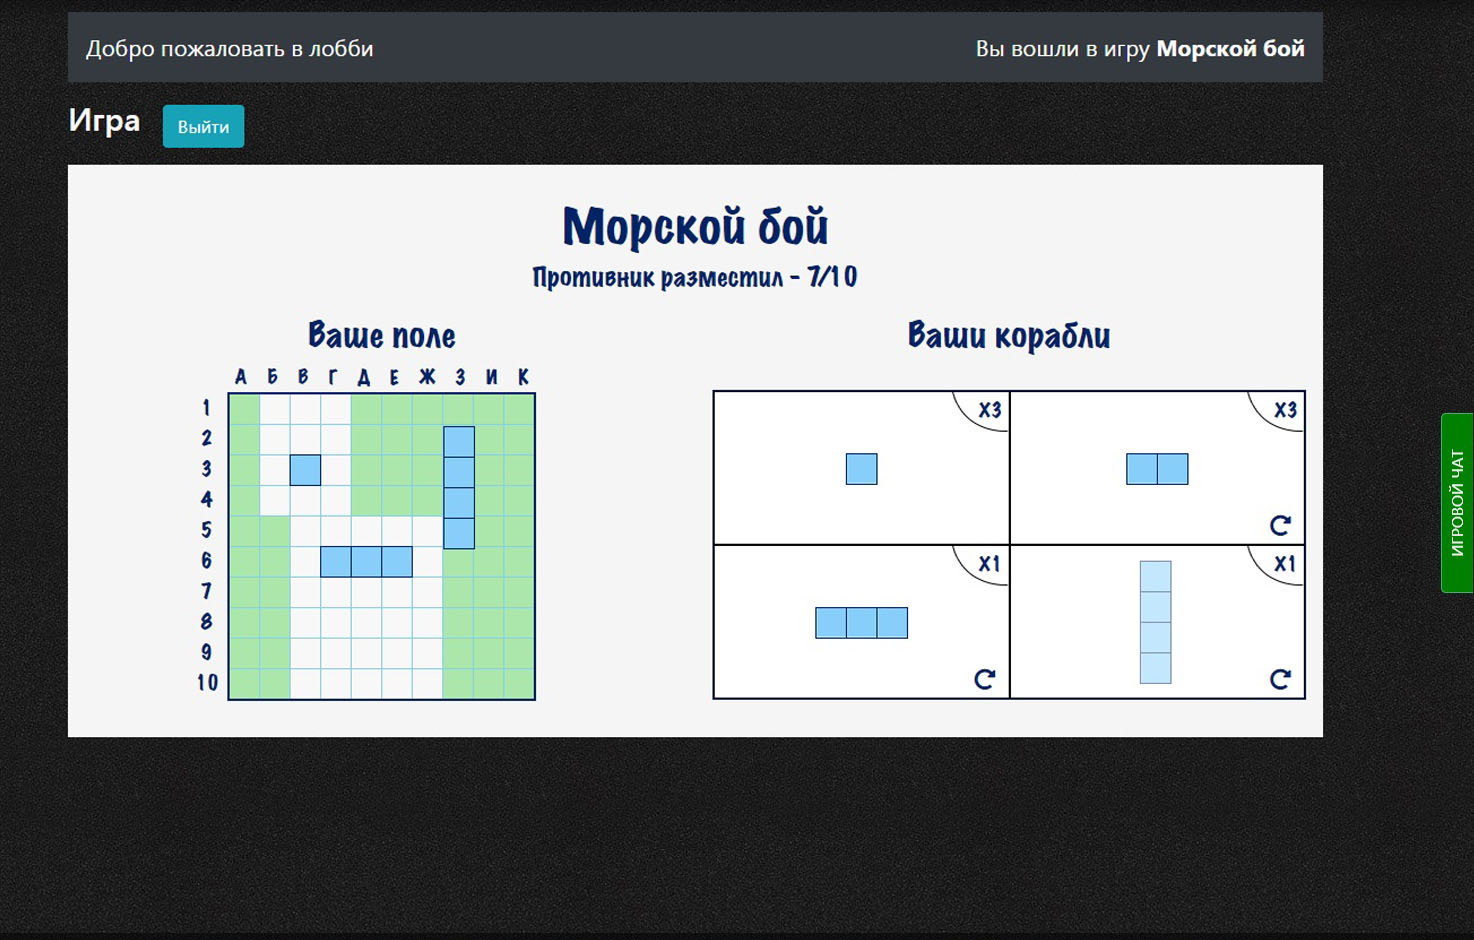 Добро пожаловать в лобби
Вы вошли в игру Морской бой
Игра
Выйти
Морской бой
Противник разместил - 7/10
Ваше поле
Ваши корабли
А Б В Г Д Е Ж З И К
1
2
3
4
5
6
7
8
9
10
X3
X3
X1
X1
ИГРОВОЙ ЧАТ